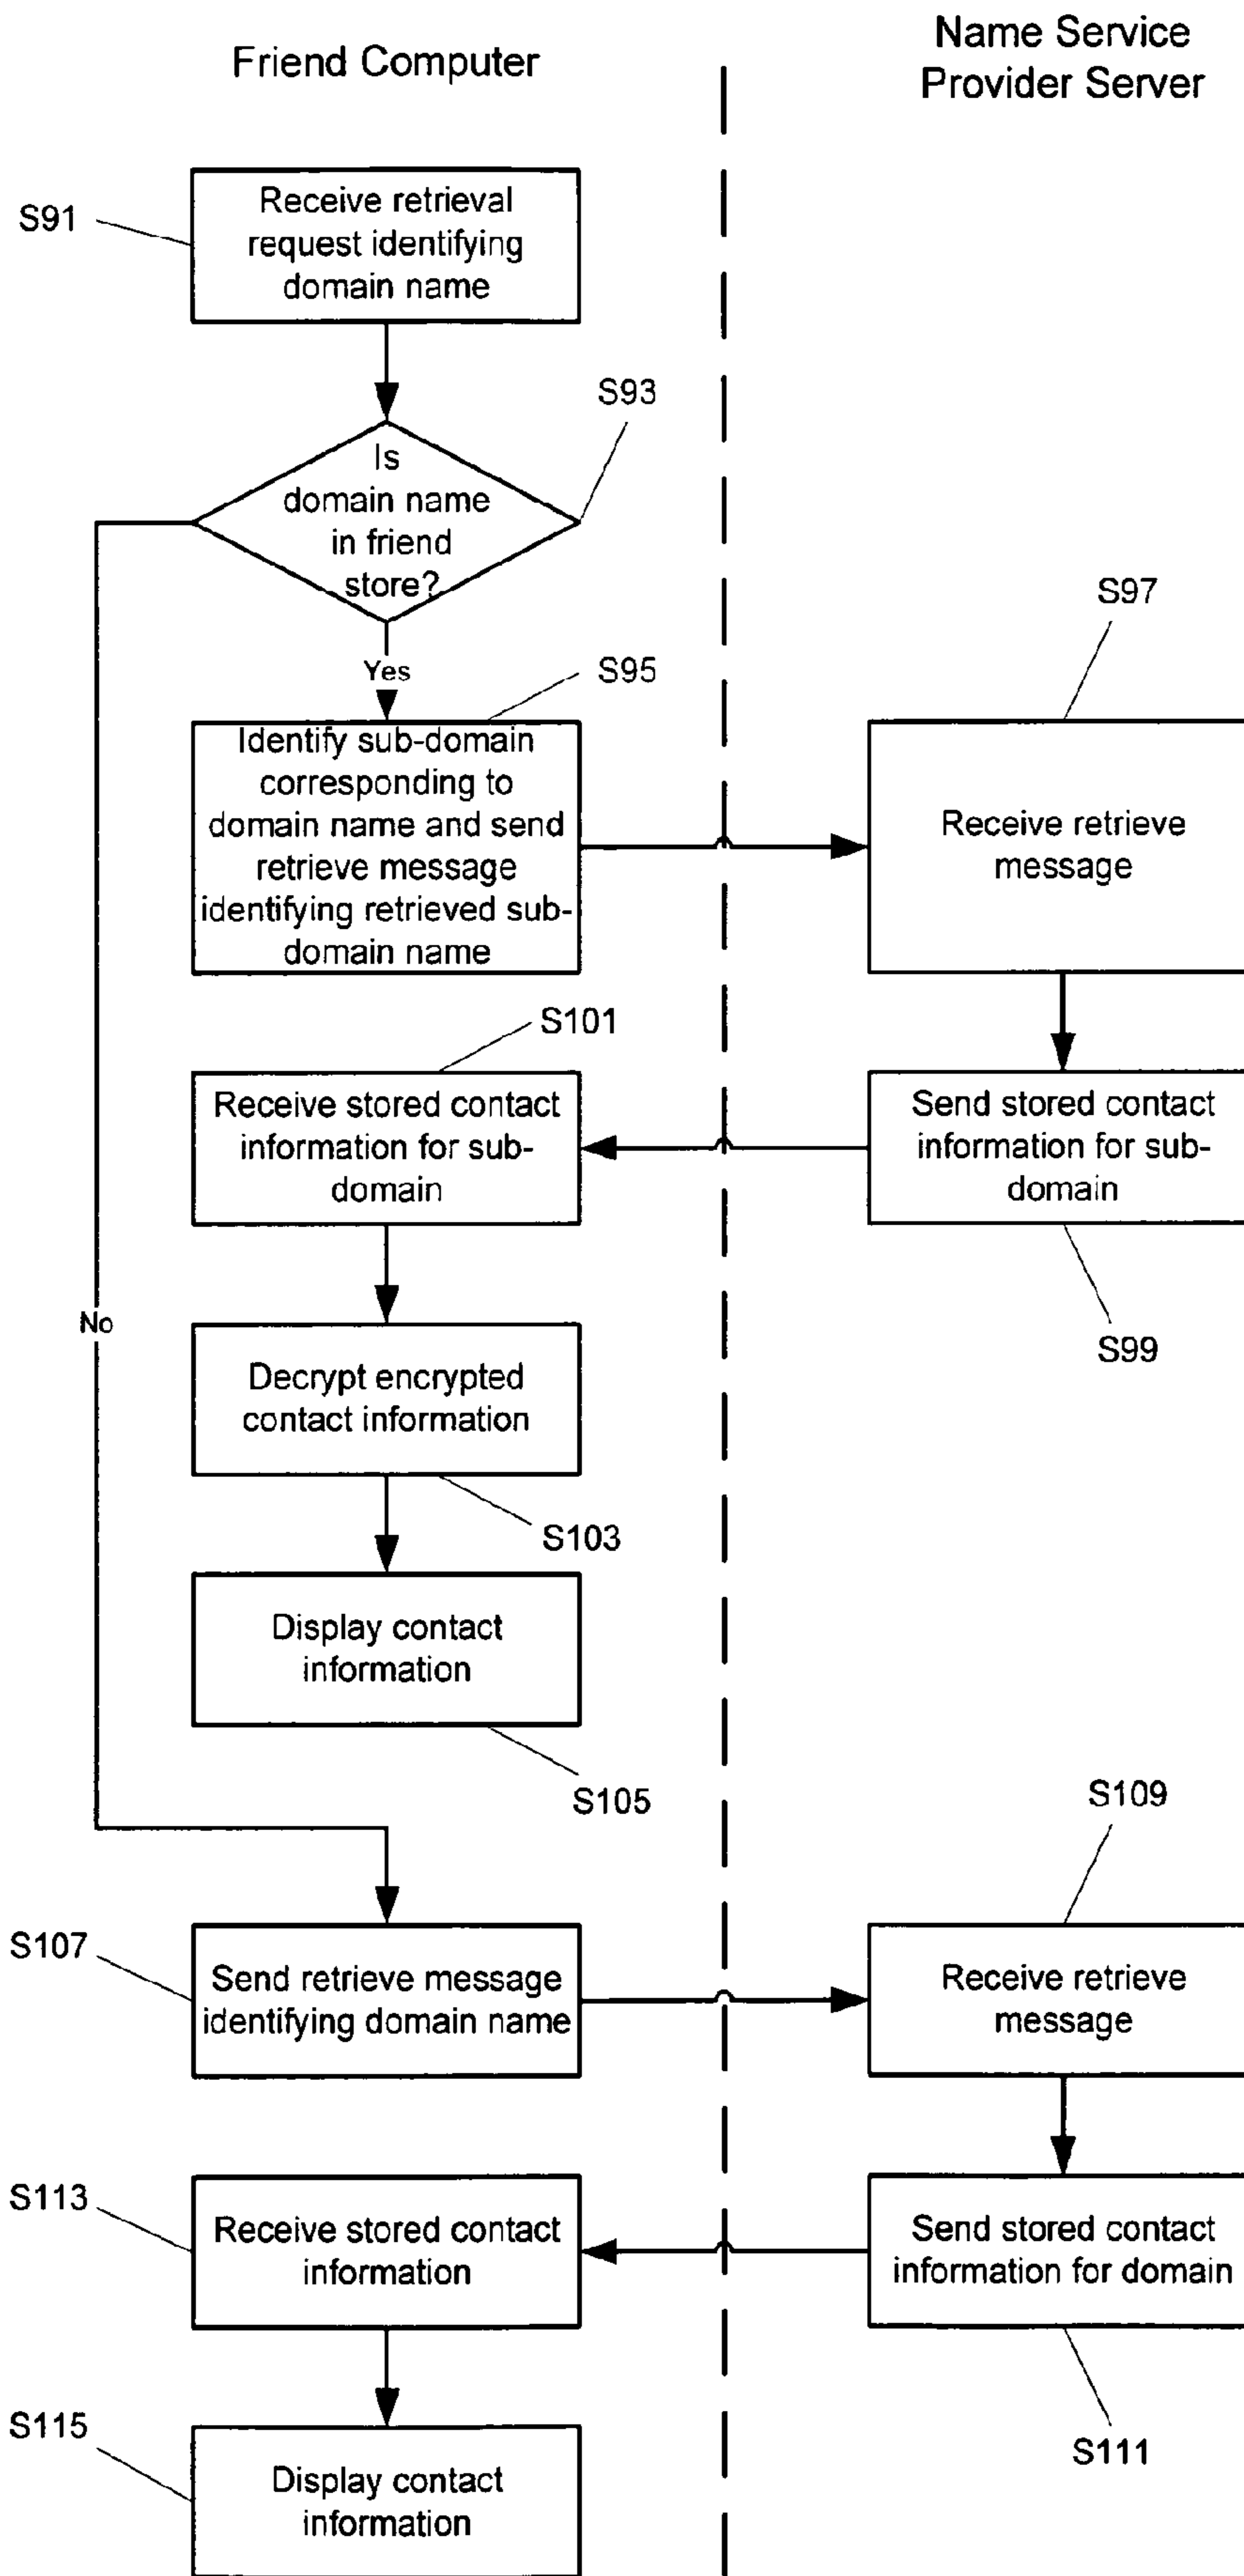 Friend Computer
Name Service
Provider Server
S91
Receive retrieval
request identifying
domain name
S93
Is
domain name
in friend
store?
Yes
S95
Identify sub-domain
corresponding to
domain name and send
retrieve message
identifying retrieved sub-
domain name
S97
Receive retrieve
message
S101
Receive stored contact
information for sub-
domain
Send stored contact
information for sub-
domain
S99
No
Decrypt encrypted
contact information
S103
Display contact
information
S105
S109
S107
Send retrieve message
identifying domain name
Receive retrieve
message
S113
Receive stored contact
information
Send stored contact
information for domain
S111
S115
Display contact
information